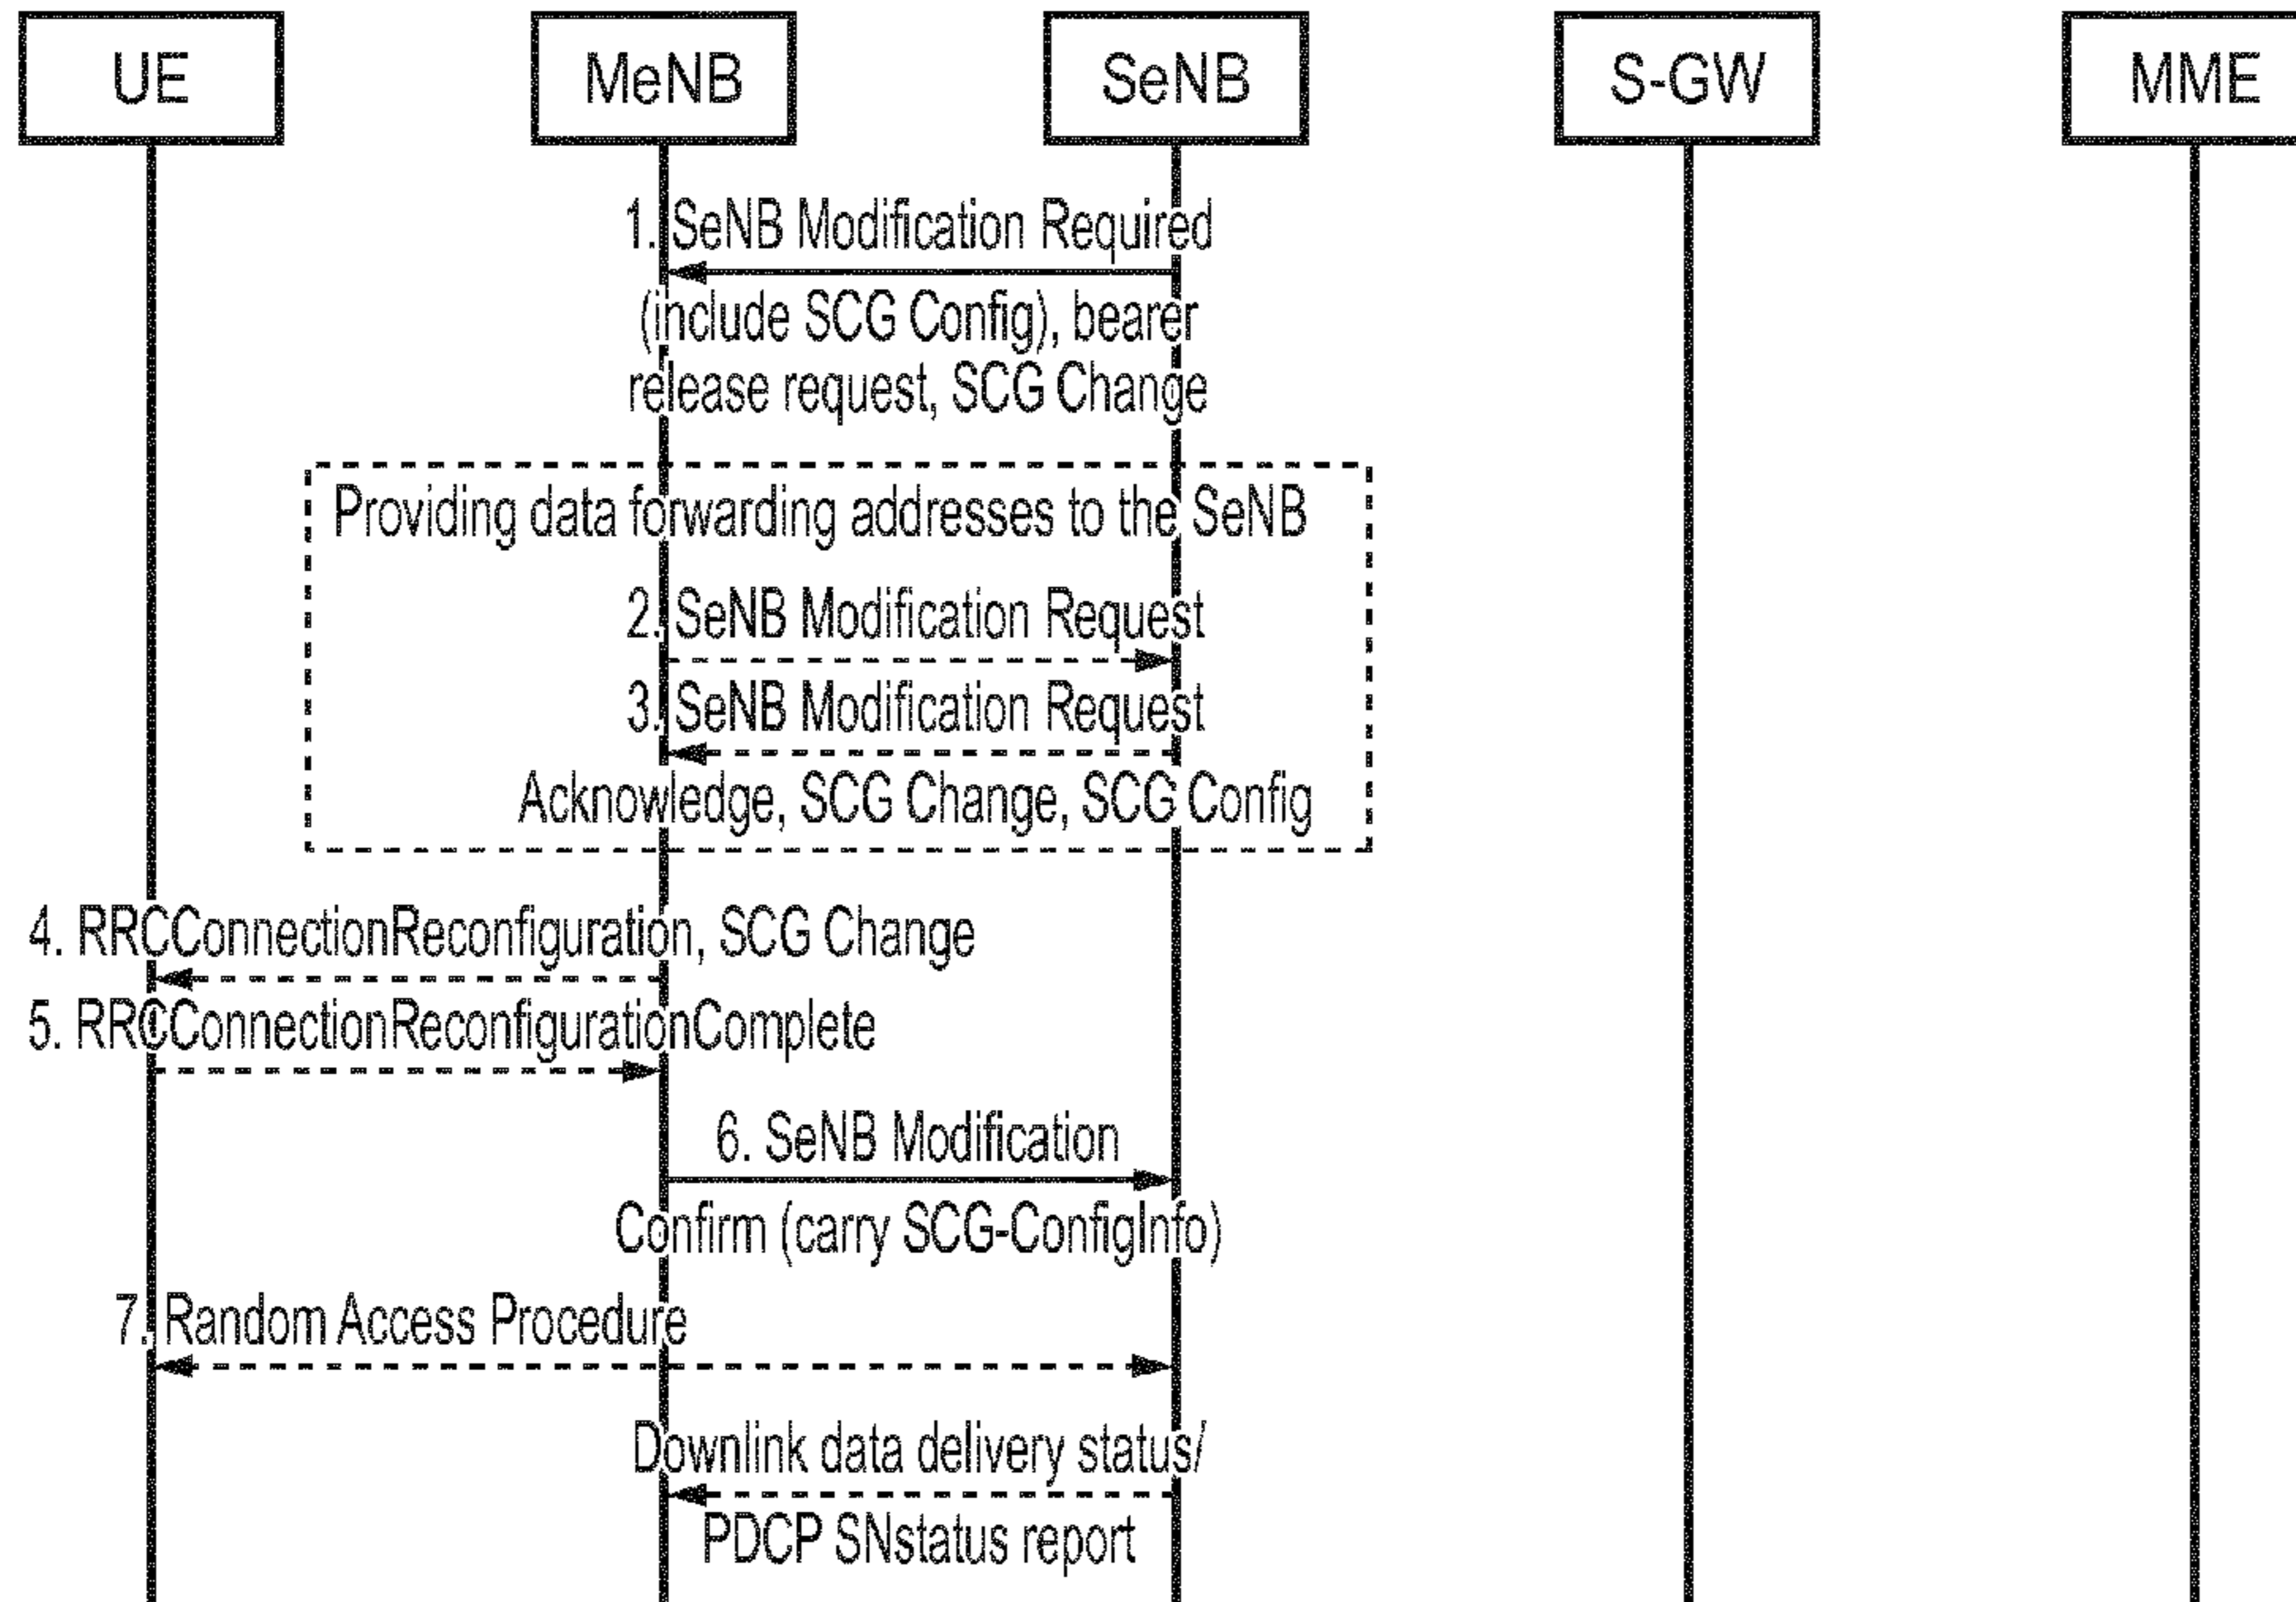 UE
MeNB
SeNB
S-GW
MME
1. SeNB Modification Required
(include SCG Config), bearer
release request, SCG Change
Providing data forwarding addresses to the SeNB
2. SeNB Modification Request
3. SeNB Modification Request
Acknowledge, SCG Change, SCG Config
4. RRCConnectionReconfiguration, SCG Change
5. RRCConnectionReconfigurationComplete
6. SeNB Modification
Confirm (carry SCG-ConfigInfo)
7. Random Access Procedure
Downlink data delivery status/
PDCP SNstatus report